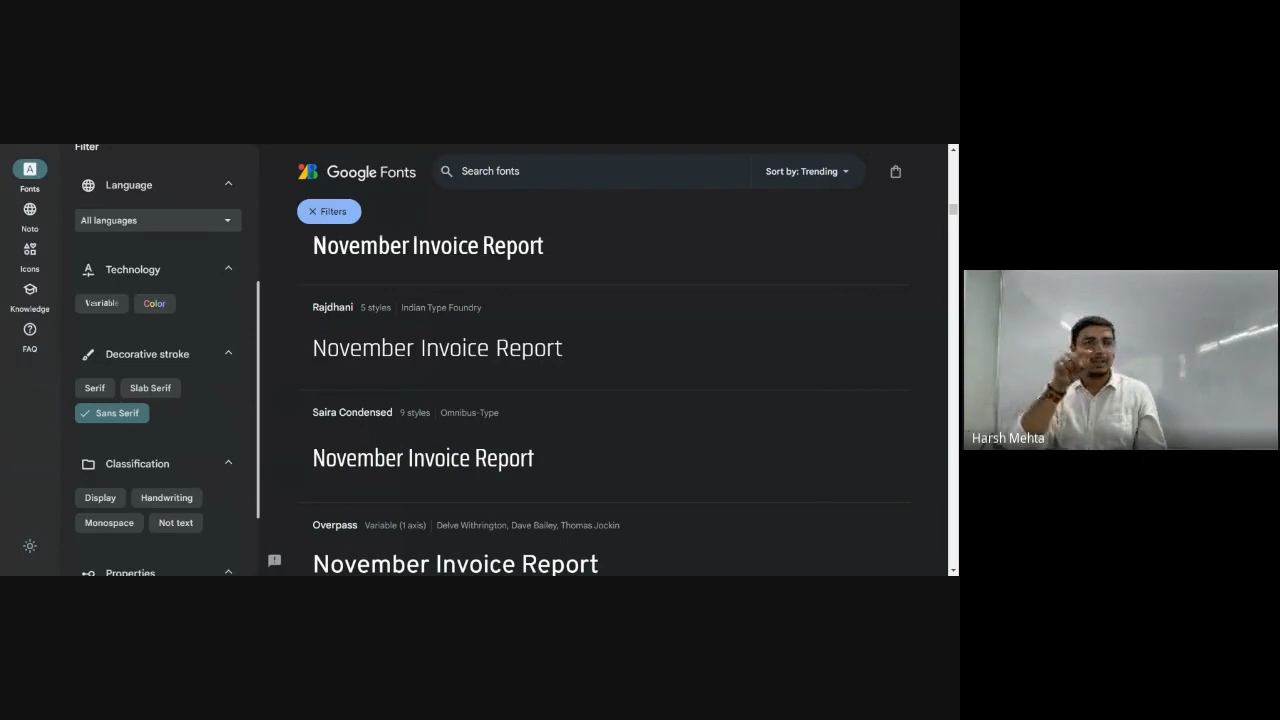 Filter
Fonts
Noto
Icons
Knowledge
FAQ
Language
All languages
Technology
Variable
Color
Decorative stroke
Serif
Slab Serif
Sans Serif
Classification
Display
Handwriting
Monospace
Not text
Properties
Google Fonts
Search fonts
Sort by: Trending
Filters
November Invoice Report
Rajdhani 5 styles | Indian Type Foundry
November Invoice Report
Saira Condensed 9 styles | Omnibus-Type
November Invoice Report
Overpass Variable (1 axis) | Delve Withrington, Dave Bailey, Thomas Jockin
November Invoice Report
Harsh Mehta